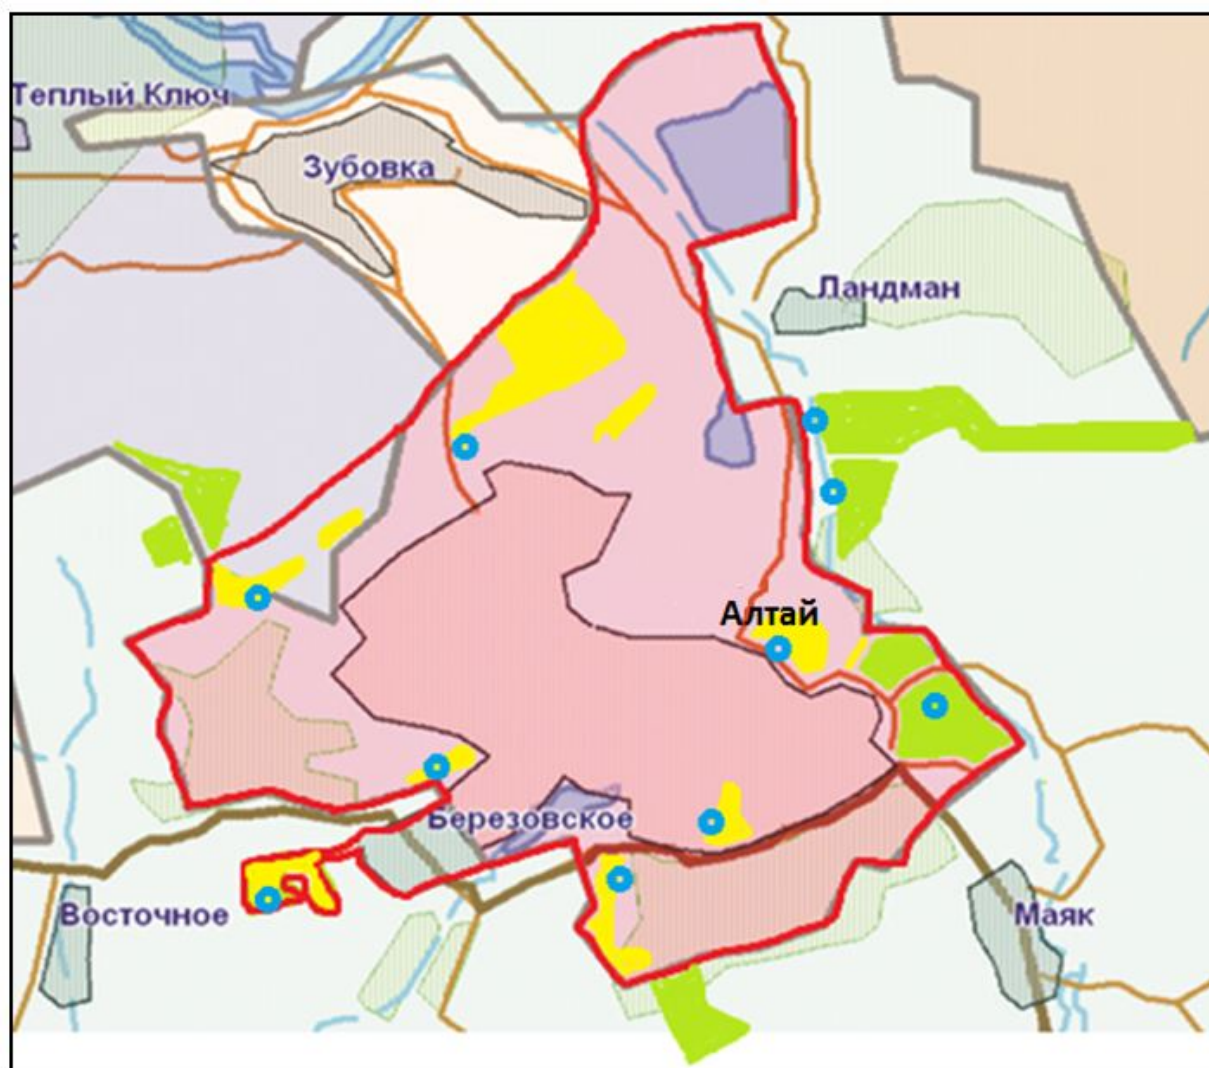 Теплый Ключ
Зубовка
к
Ландман
Алтай
Березовское
Восточное
Маяк